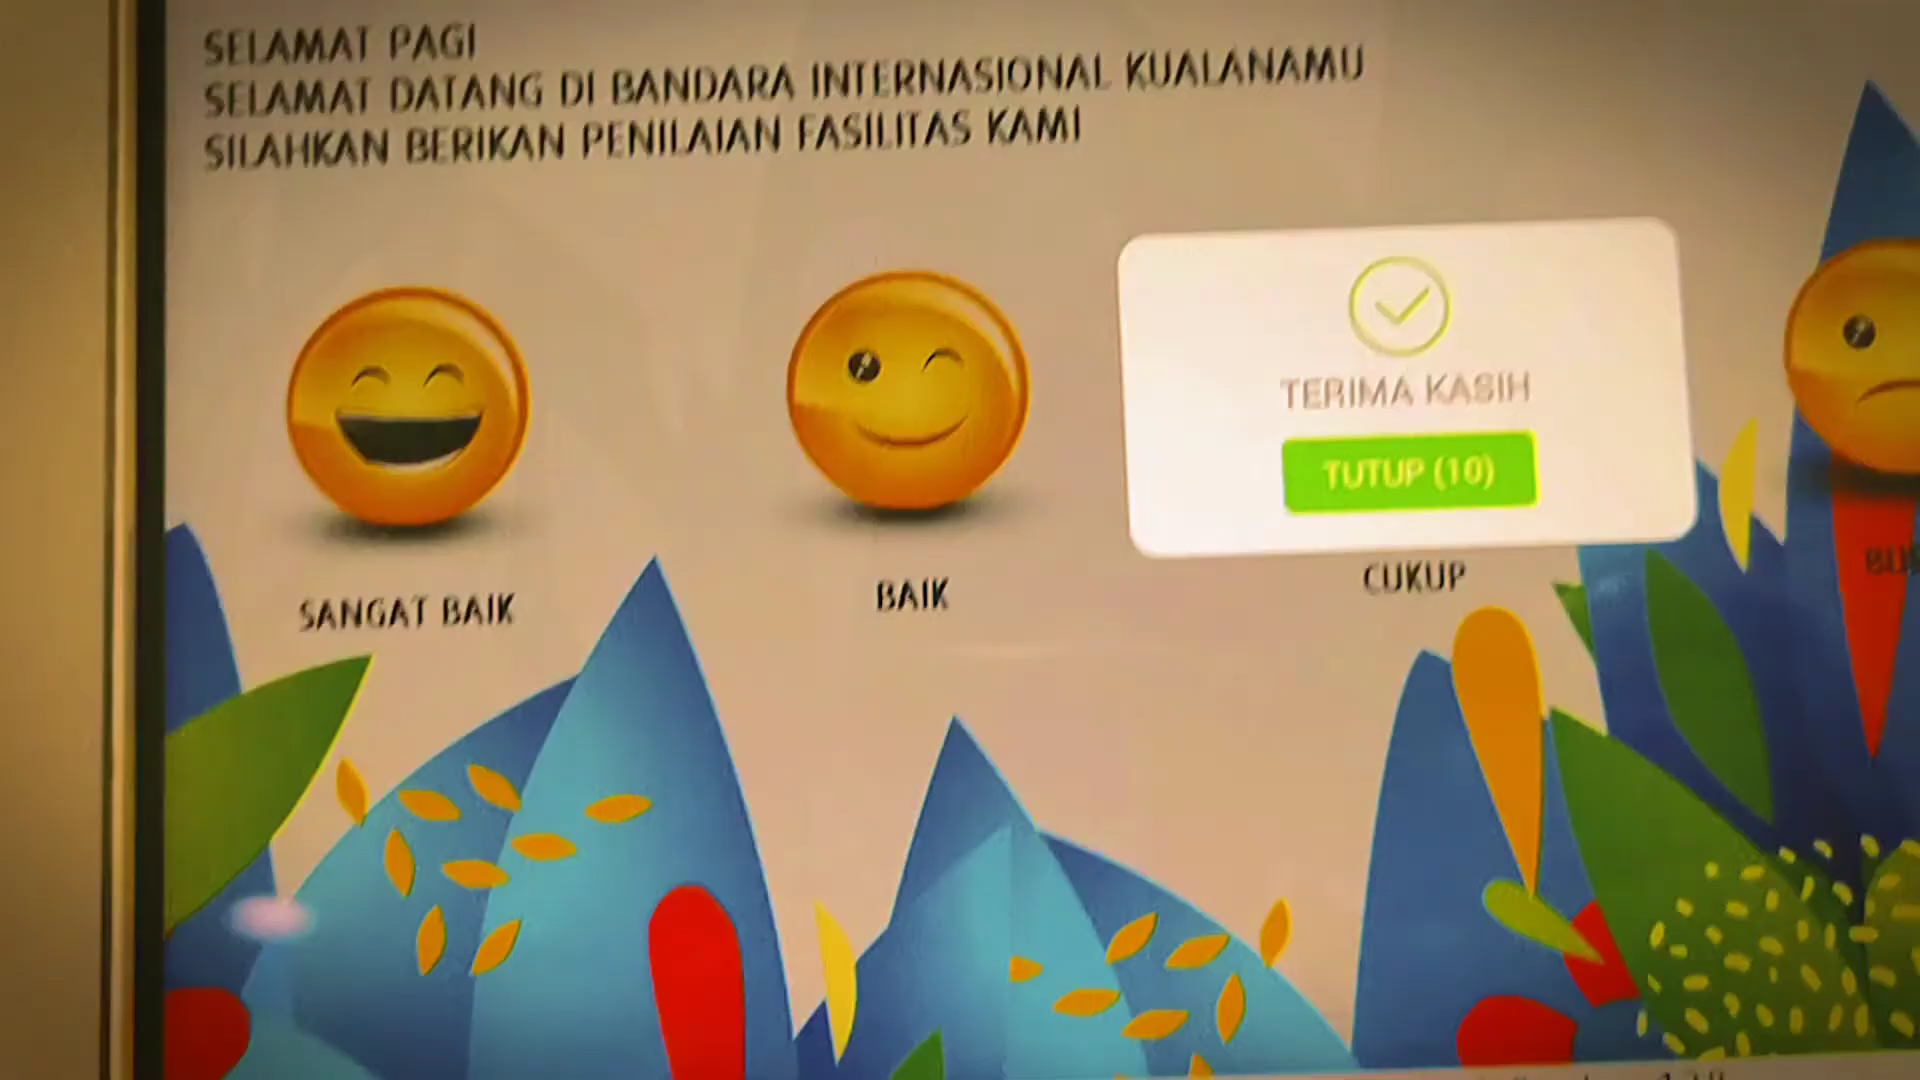 SELAMAT PAGI
SELAMAT DATANG DI BANDARA INTERNASIONAL KUALANAMU
SILAHKAN BERIKAN PENILAIAN FASILITAS KAMI
TERIMA KASIH
TUTUP (10)
SANGAT BAIK
BAIK
CUKUP